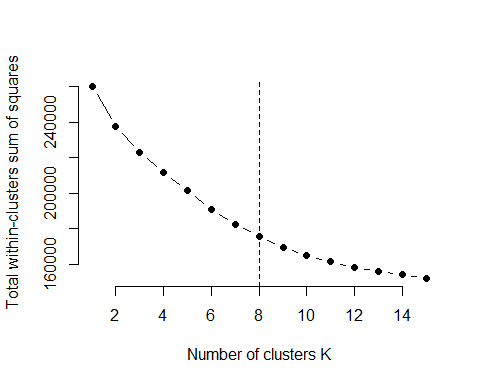 Total within-clusters sum of squares
240000
200000
160000
2 4 6 8 10 12 14
Number of clusters K